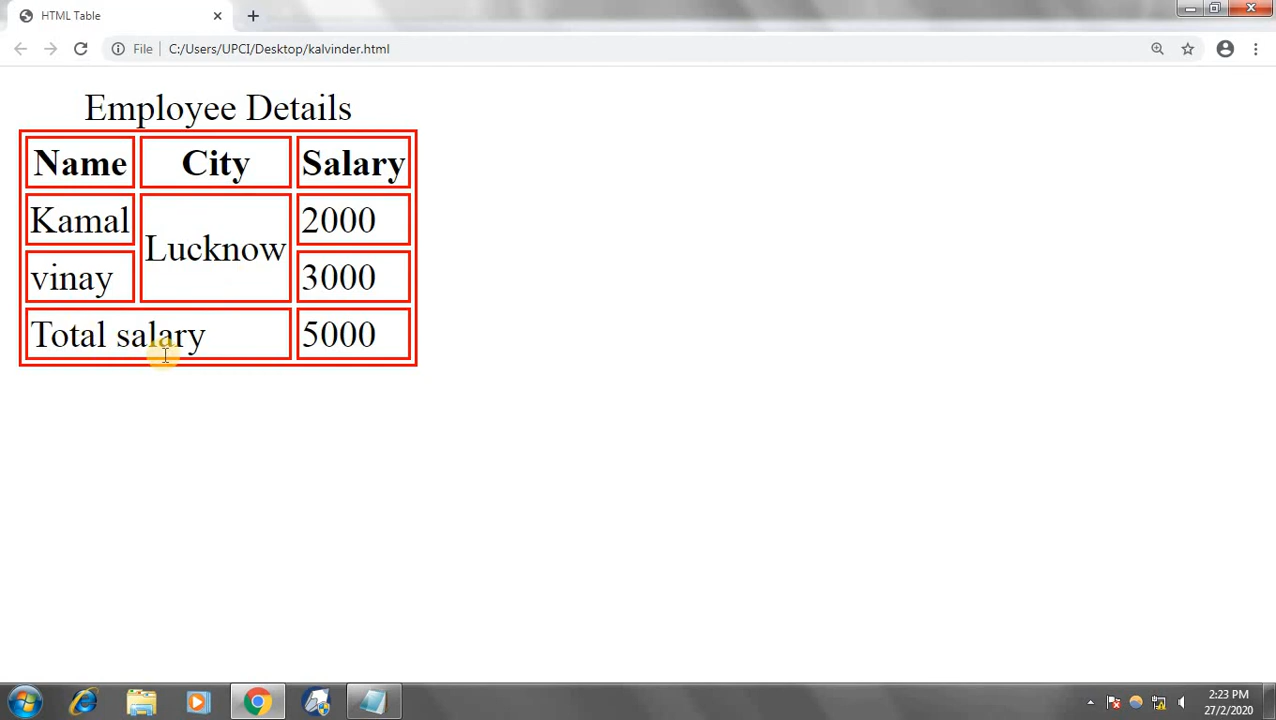 HTML Table
File
C:/Users/UPCI/Desktop/kalvinder.html
Employee Details
Name City Salary
Kamal Lucknow 2000
vinay 3000
Total salary 5000
2:23 PM
27/2/2020